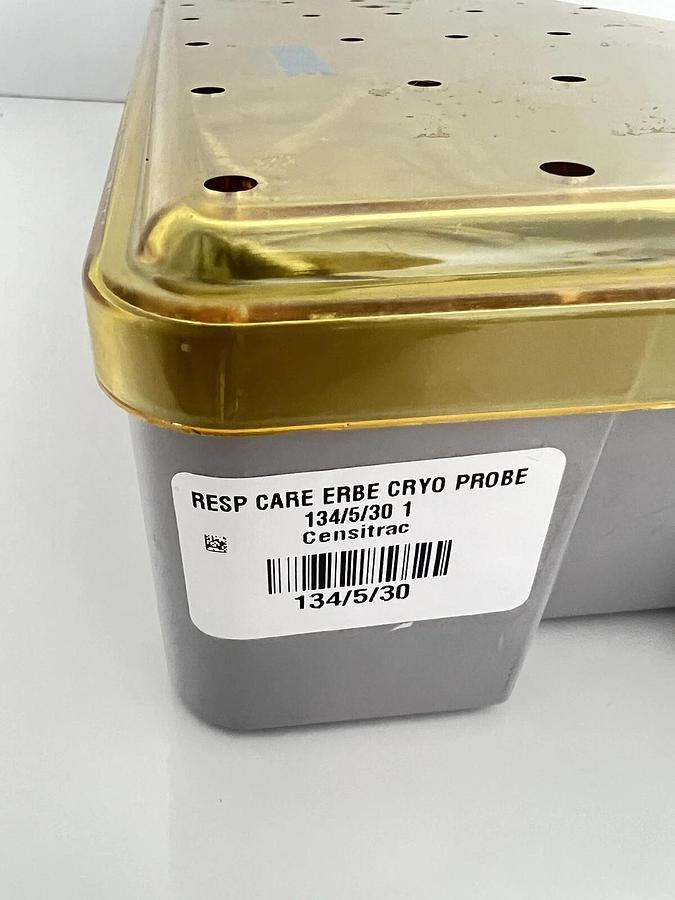 RESP CARE ERBE CRYO PROBE
134/5/30 1
Censitrac
134/5/30